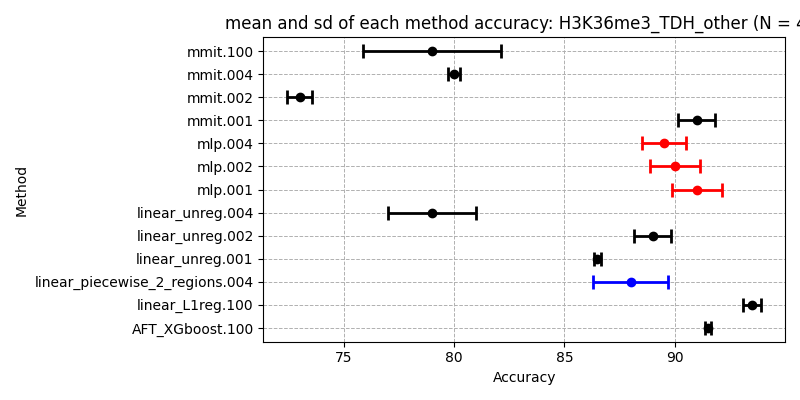 mean and sd of each method accuracy: H3K36me3_TDH_other (N =
mmit.100
mmit.004
mmit.002
mmit.001
mlp.004
mlp.002
mlp.001
linear_unreg.004
linear_unreg.002
linear_unreg.001
linear_piecewise_2_regions.004
linear_L1reg.100
AFT_XGboost.100
Method
75 80 85 90
Accuracy